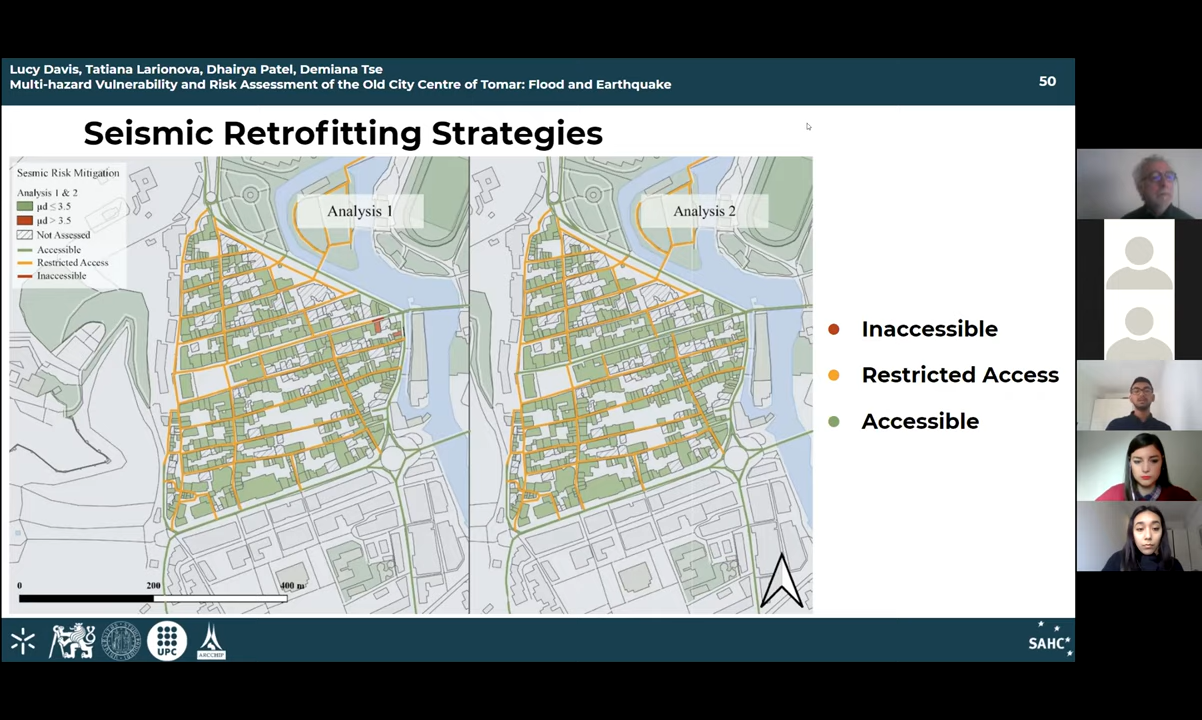 Lucy Davis, Tatiana Larionova, Dhairya Patel, Demiana Tse
Multi-hazard Vulnerability and Risk Assessment of the Old City Centre of Tomar: Flood and Earthquake
50
Seismic Retrofitting Strategies
Sesmic Risk Mitigation
Analysis 1 & 2
μd ≤ 3.5
μd > 3.5
Not Assessed
Accessible
Restricted Access
Inaccessible
Analysis 1
Analysis 2
Inaccessible
Restricted Access
Accessible
0 200 400 m
UPC
ARCCHIP
SAHC